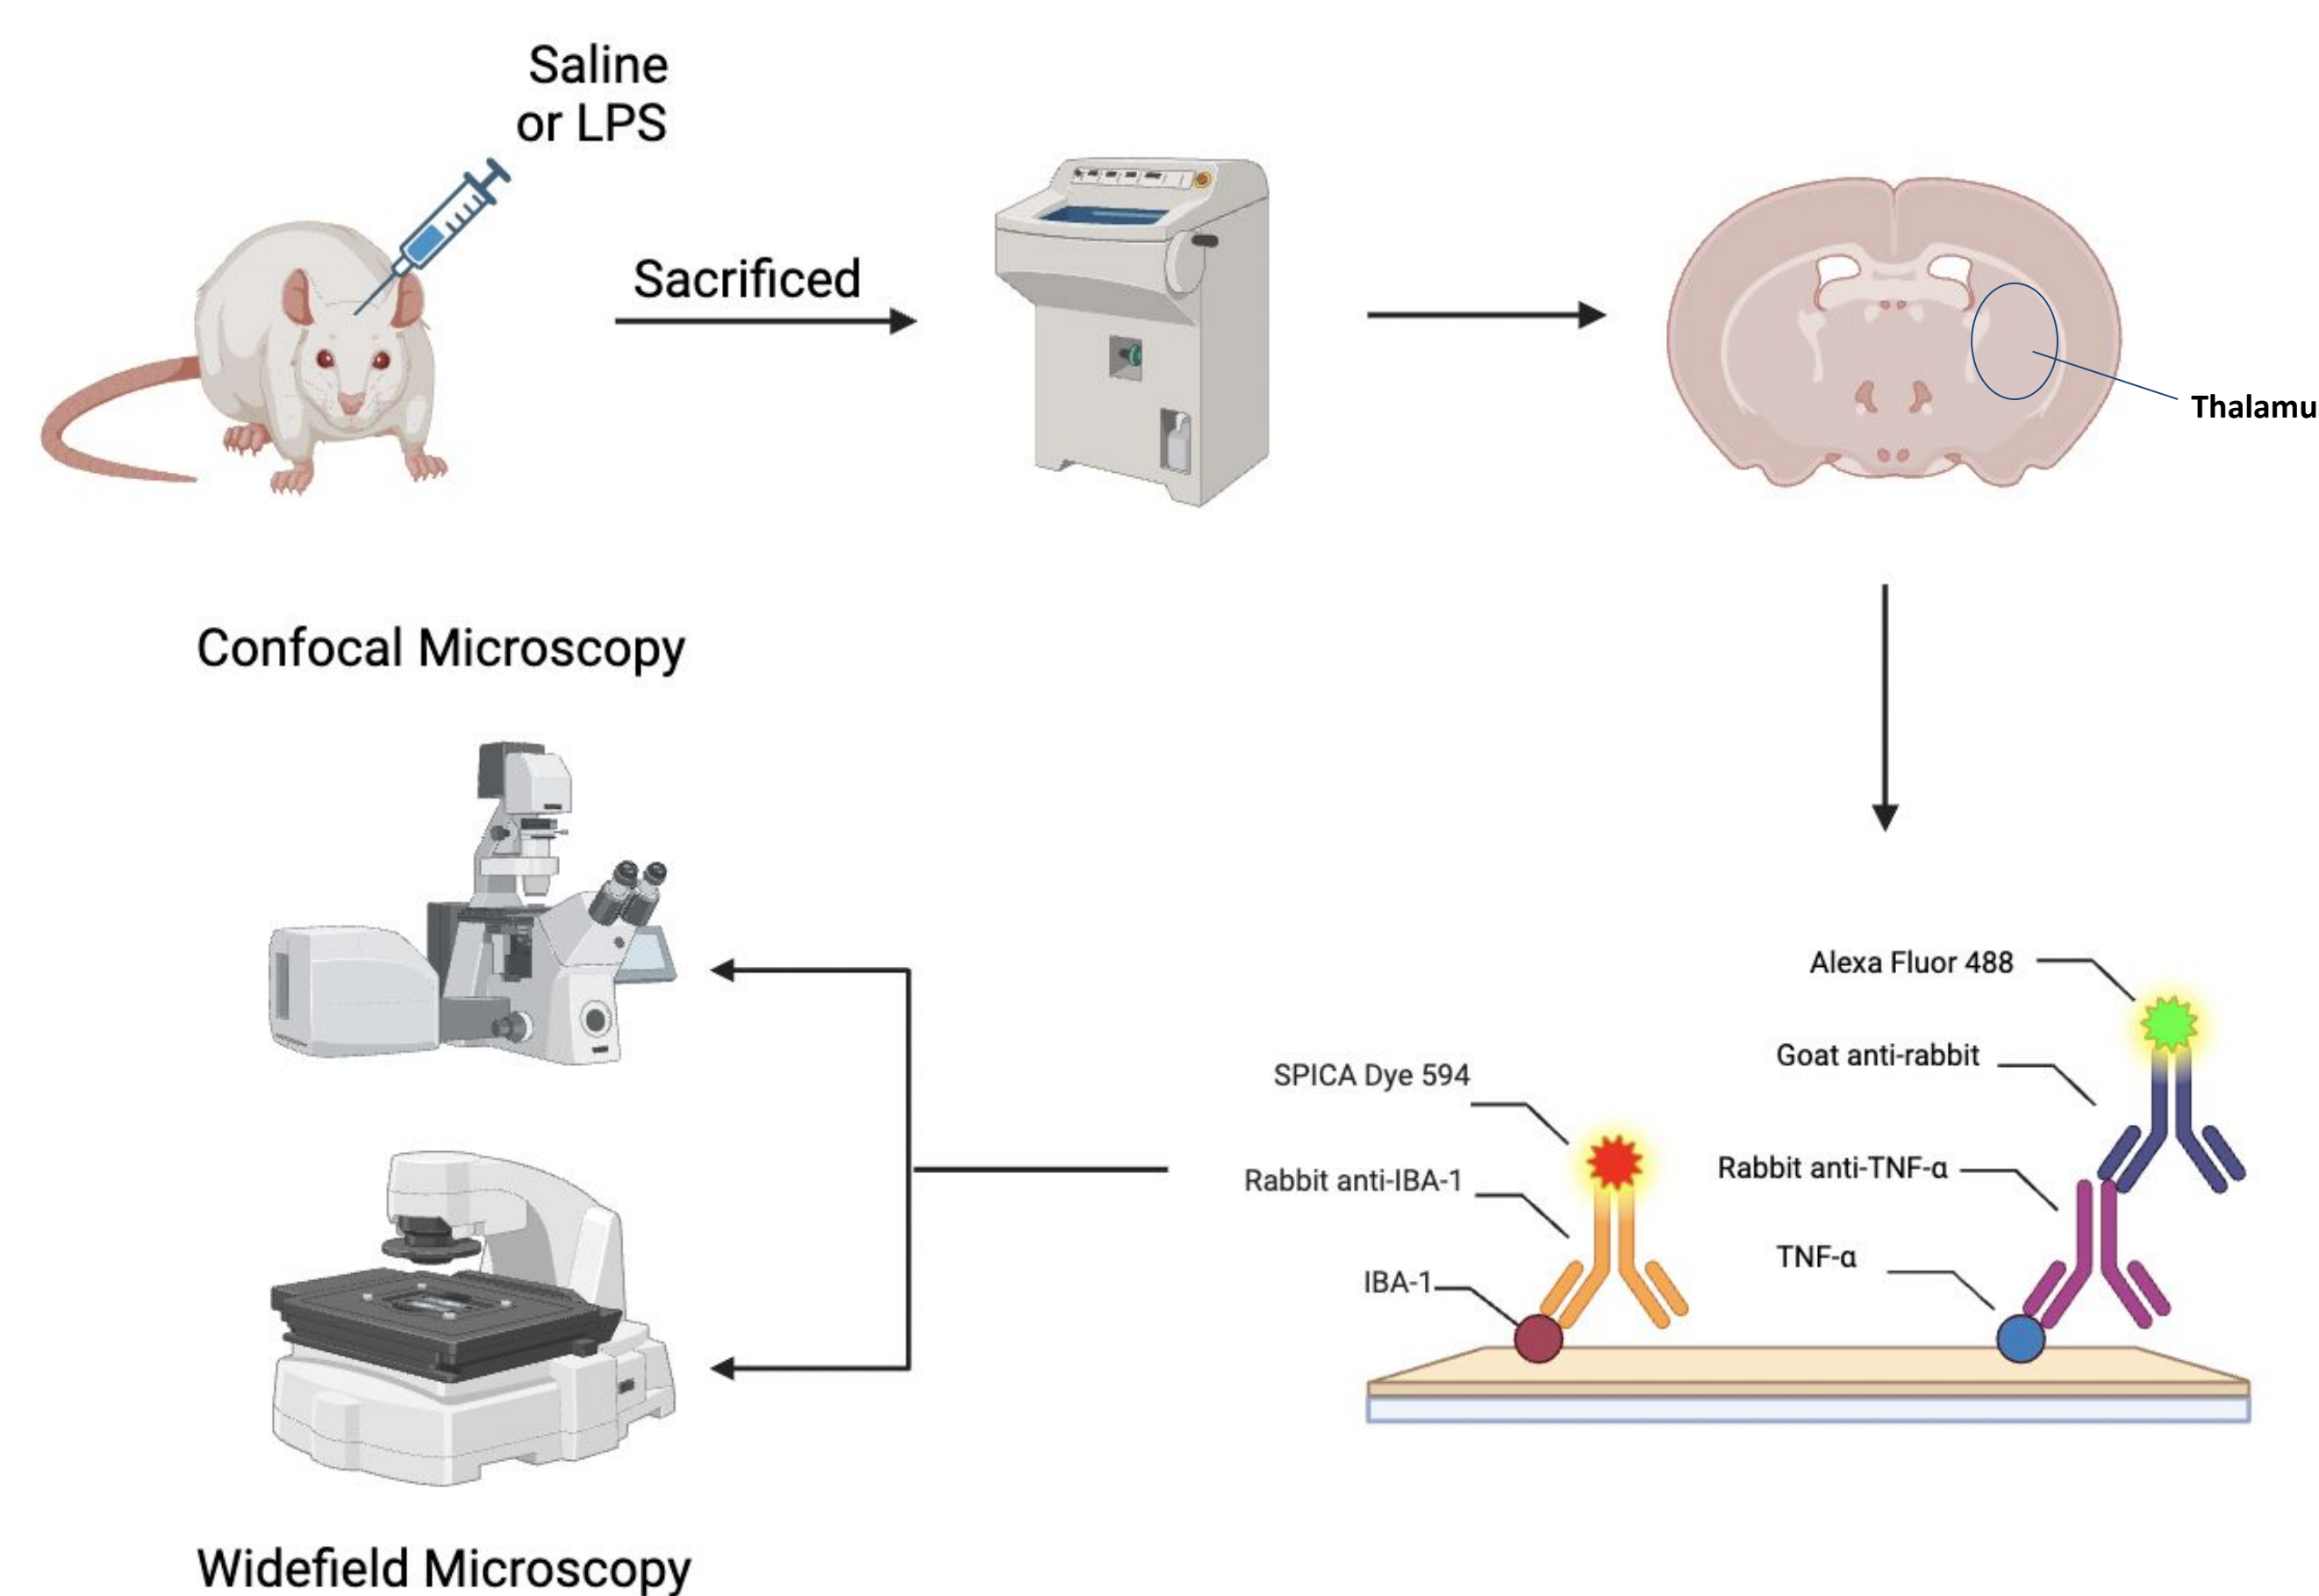 Saline
or LPS
Sacrificed
Thalamu
Confocal Microscopy
Alexa Fluor 488
Goat anti-rabbit
SPICA Dye 594
Rabbit anti-TNF-α
Rabbit anti-IBA-1
TNF-α
IBA-1
Widefield Microscopy